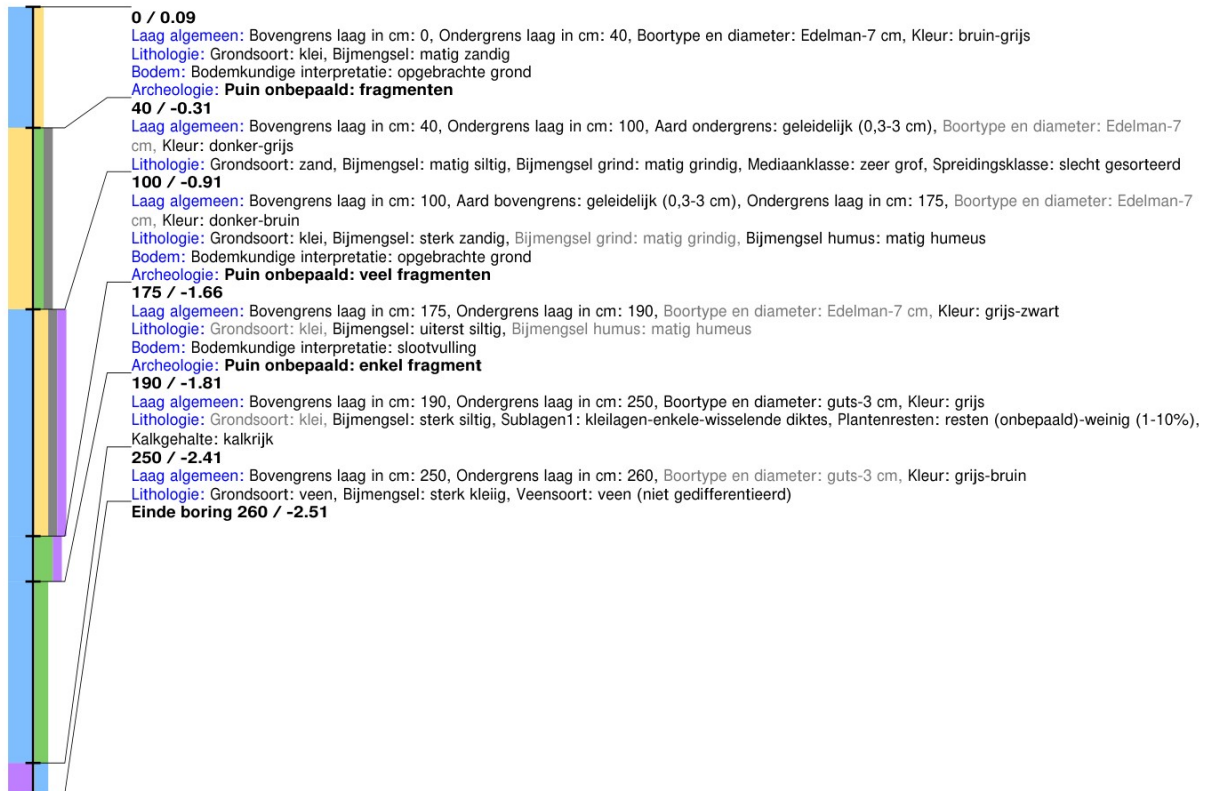 0 / 0.09
Laag algemeen: Bovengrens laag in cm: 0, Ondergrens laag in cm: 40, Boortype en diameter: Edelman-7 cm, Kleur: bruin-grijs
Lithologie: Grondsoort: klei, Bijmengsel: matig zandig
Bodem: Bodemkundige interpretatie: opgebrachte grond
Archeologie: Puin onbepaald: fragmenten
40 / -0.31
Laag algemeen: Bovengrens laag in cm: 40, Ondergrens laag in cm: 100, Aard ondergrens: geleidelijk (0,3-3 cm), Boortype en diameter: Edelman-7
cm, Kleur: donker-grijs
Lithologie: Grondsoort: zand, Bijmengsel: matig siltig, Bijmengsel grind: matig grindig, Mediaanklasse: zeer grof, Spreidingsklasse: slecht gesorteerd
100 / -0.91
Laag algemeen: Bovengrens laag in cm: 100, Aard bovengrens: geleidelijk (0,3-3 cm), Ondergrens laag in cm: 175, Boortype en diameter: Edelman-7
cm, Kleur: donker-bruin
Lithologie: Grondsoort: klei, Bijmengsel: sterk zandig, Bijmengsel grind: matig grindig, Bijmengsel humus: matig humeus
Bodem: Bodemkundige interpretatie: opgebrachte grond
Archeologie: Puin onbepaald: veel fragmenten
175 / -1.66
Laag algemeen: Bovengrens laag in cm: 175, Ondergrens laag in cm: 190, Boortype en diameter: Edelman-7 cm, Kleur: grijs-zwart
Lithologie: Grondsoort: klei, Bijmengsel: uiterst siltig, Bijmengsel humus: matig humeus
Bodem: Bodemkundige interpretatie: slootvulling
Archeologie: Puin onbepaald: enkel fragment
190 / -1.81
Laag algemeen: Bovengrens laag in cm: 190, Ondergrens laag in cm: 250, Boortype en diameter: guts-3 cm, Kleur: grijs
Lithologie: Grondsoort: klei, Bijmengsel: sterk siltig, Sublagen1: kleilagen-enkele-wisselende diktes, Plantenresten: resten (onbepaald)-weinig (1-10%),
Kalkgehalte: kalkrijk
250 / -2.41
Laag algemeen: Bovengrens laag in cm: 250, Ondergrens laag in cm: 260, Boortype en diameter: guts-3 cm, Kleur: grijs-bruin
Lithologie: Grondsoort: veen, Bijmengsel: sterk kleiig, Veensoort: veen (niet gedifferentieerd)
Einde boring 260 / -2.51